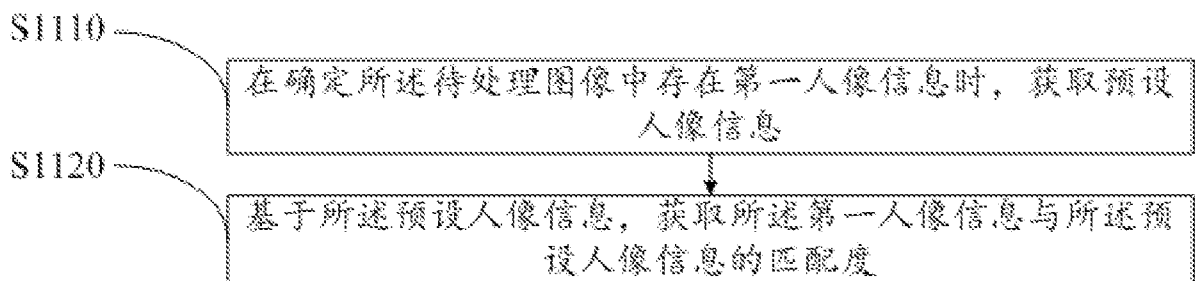 S1110
在确定所述待处理图像中存在第一人像信息时，获取预设
人像信息
S1120
基于所述预设人像信息，获取所述第一人像信息与所述预
设人像信息的匹配度